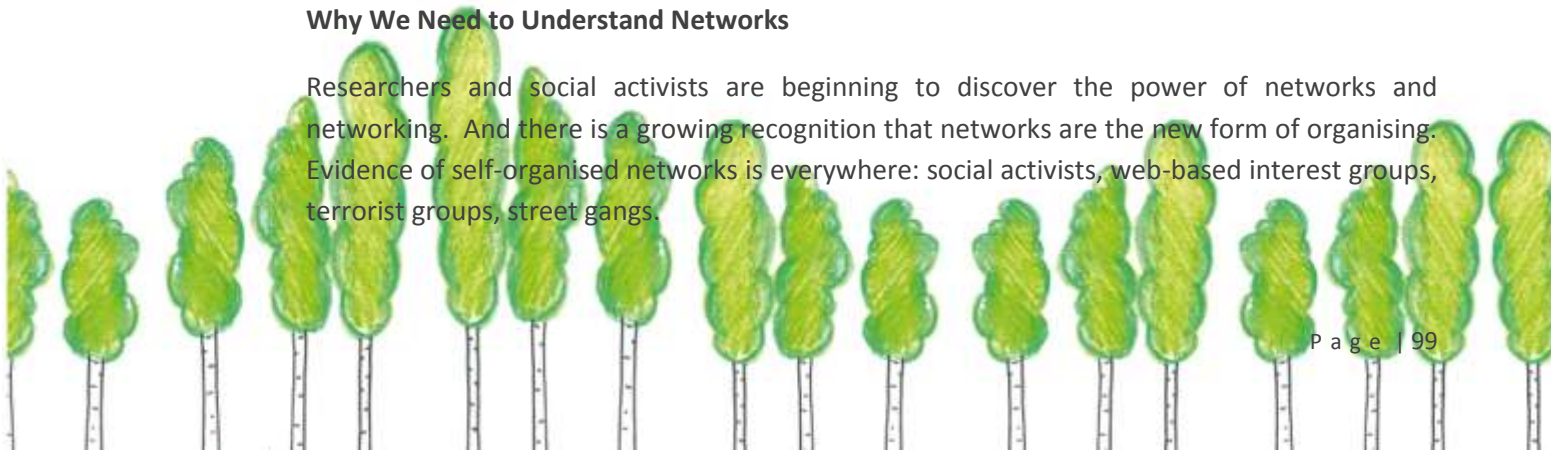 Why We Need to Understand Networks
Researchers and social activists are beginning to discover the power of networks and
networking. And there is a growing recognition that networks are the new form of organising.
Evidence of self-organised networks is everywhere: social activists, web-based interest groups,
terrorist groups, street gangs.
Page | 99